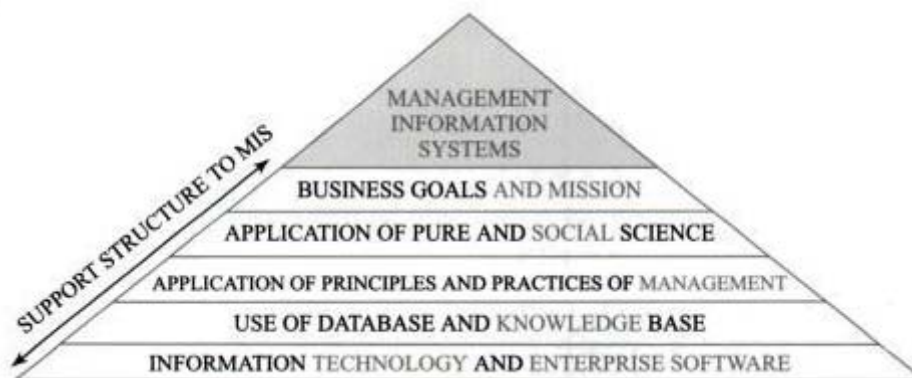 MANAGEMENT
INFORMATION
SYSTEMS
SUPPORT STRUCTURE TO MIS
BUSINESS GOALS AND MISSION
APPLICATION OF PURE AND SOCIAL SCIENCE
APPLICATION OF PRINCIPLES AND PRACTICES OF MANAGEMENT
USE OF DATABASE AND KNOWLEDGE BASE
INFORMATION TECHNOLOGY AND ENTERPRISE SOFTWARE